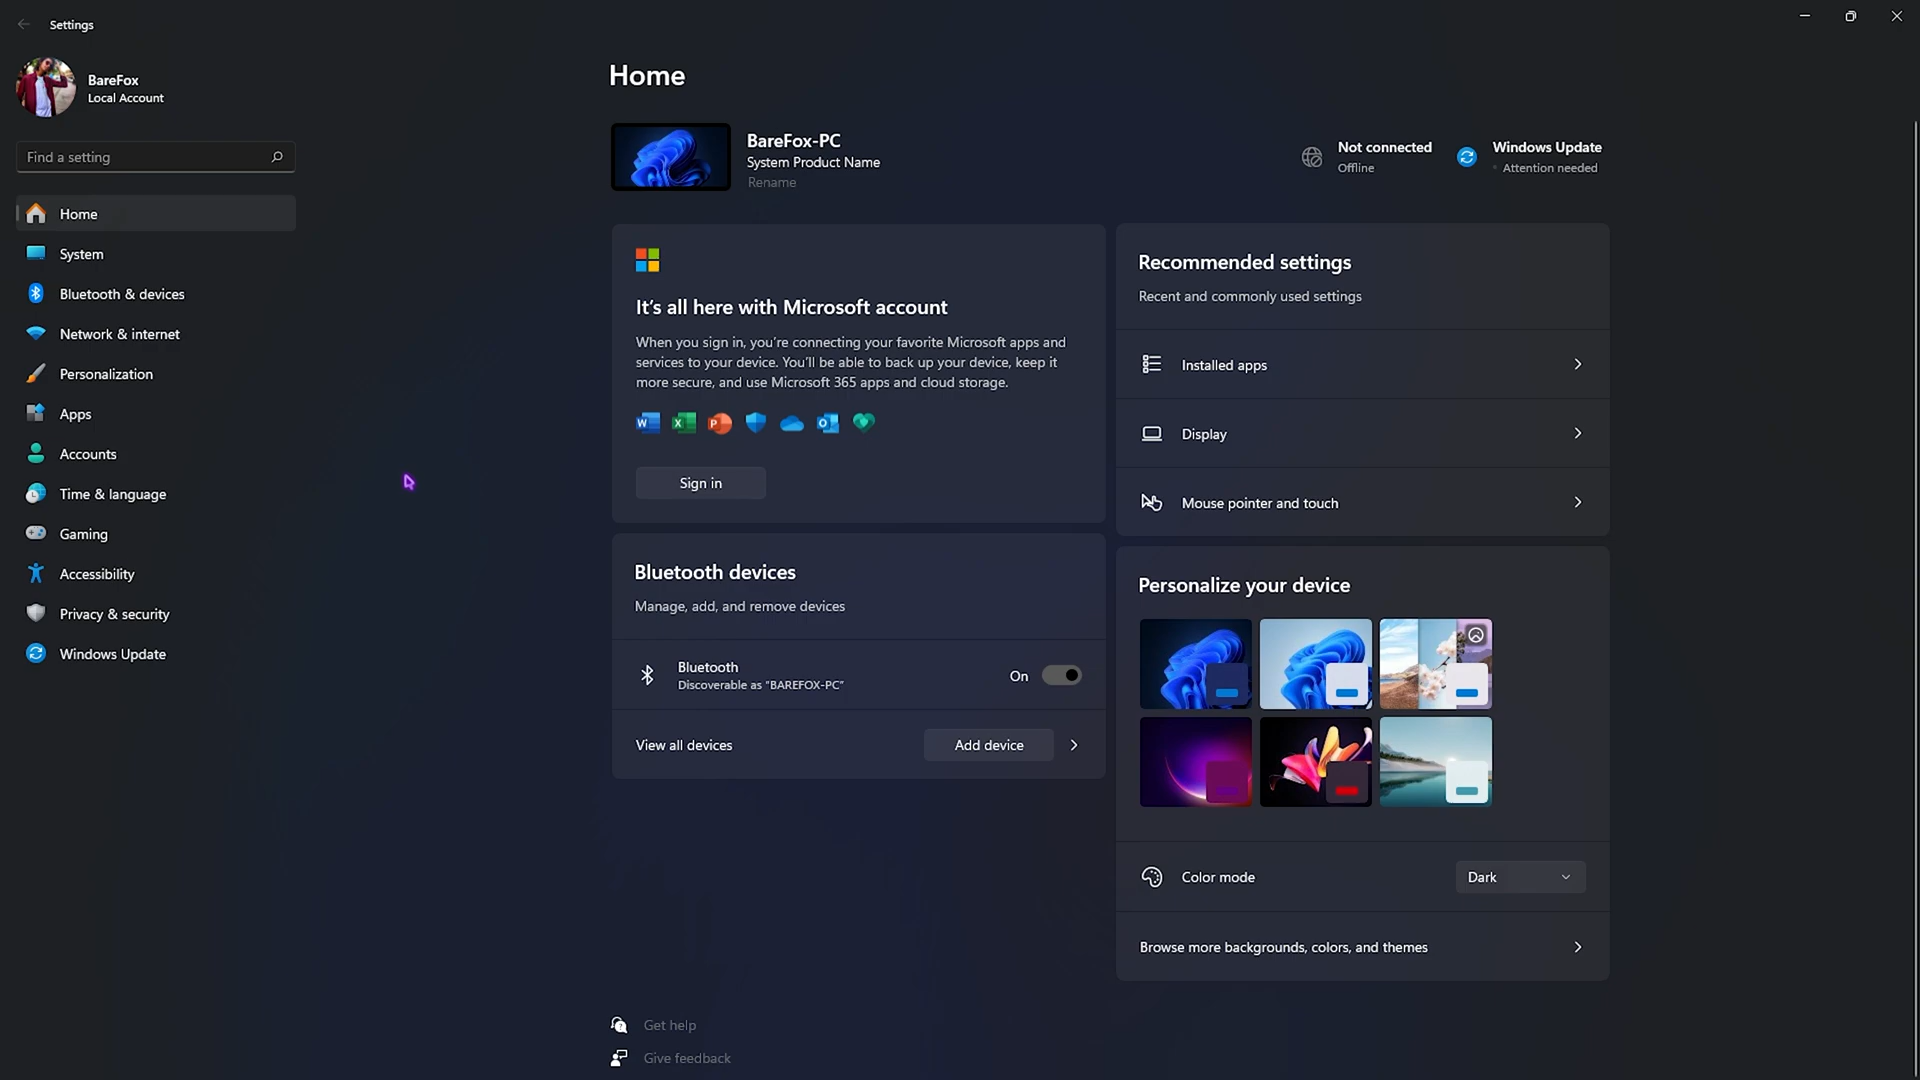 Settings
BareFox
Local Account
Find a setting
Home
System
Bluetooth & devices
Network & internet
Personalization
Apps
Accounts
Time & language
Gaming
Accessibility
Privacy & security
Windows Update
Home
BareFox-PC
System Product Name
Rename
Not connected
Offline
Windows Update
Attention needed
It's all here with Microsoft account
When you sign in, you're connecting your favorite Microsoft apps and
services to your device. You'll be able to back up your device, keep it
more secure, and use Microsoft 365 apps and cloud storage.
Sign in
Bluetooth devices
Manage, add, and remove devices
Bluetooth
Discoverable as "BAREFOX-PC"
On
View all devices
Add device
Recommended settings
Recent and commonly used settings
Installed apps
Display
Mouse pointer and touch
Personalize your device
Color mode
Dark
Browse more backgrounds, colors, and themes
Get help
Give feedback